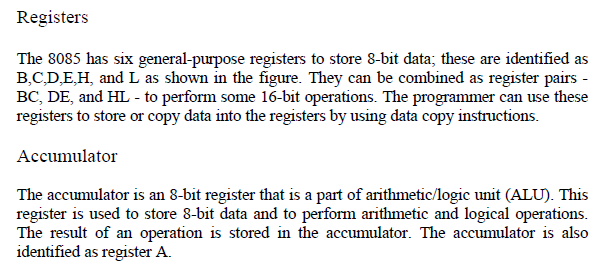 Registers
The 8085 has six general-purpose registers to store 8-bit data; these are identified as
B,C,D,E,H, and L as shown in the figure. They can be combined as register pairs -
BC, DE, and HL - to perform some 16-bit operations. The programmer can use these
registers to store or copy data into the registers by using data copy instructions.
Accumulator
The accumulator is an 8-bit register that is a part of arithmetic/logic unit (ALU). This
register is used to store 8-bit data and to perform arithmetic and logical operations.
The result of an operation is stored in the accumulator. The accumulator is also
identified as register A.